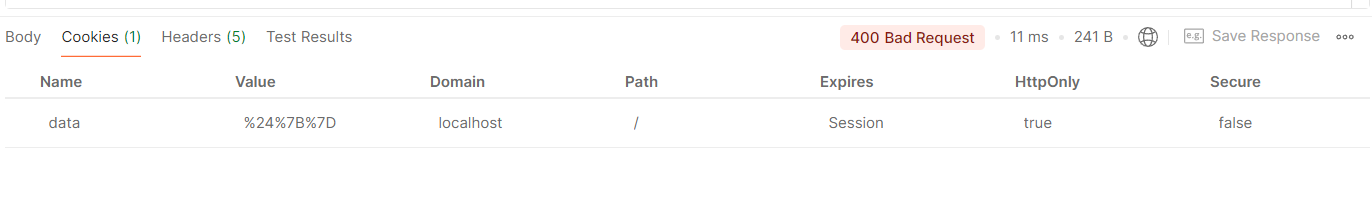 Body Cookies (1) Headers (5) Test Results 400 Bad Request 11 ms 241 B e.g. Save Response
Name Value Domain Path Expires HttpOnly Secure
data %24%7B%7D localhost / Session true false